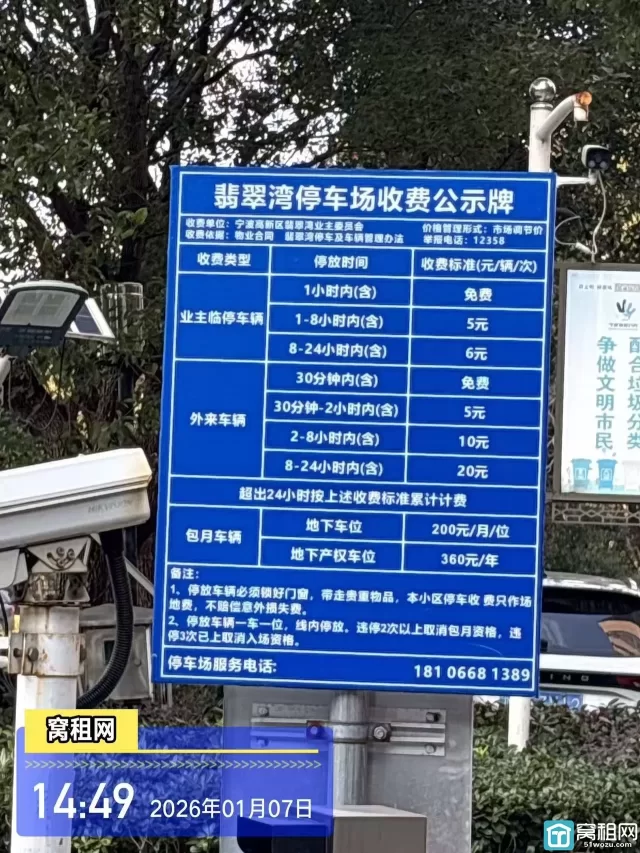 翡翠湾停车场收费公示牌
收费单位：宁波高新区翡翠湾业主委员会 价格管理形式：市场调节价
收费依据：物业合同 翡翠湾停车及车辆管理办法 举报电话：12358
收费类型 停放时间 收费标准(元/辆/次)
业主临停车辆
1小时内(含) 免费
1-8小时内(含) 5元
8-24小时内(含) 6元
外来车辆
30分钟内(含) 免费
30分钟-2小时内(含) 5元
2-8小时内(含) 10元
8-24小时内(含) 20元
超出24小时按上述收费标准累计计费
包月车辆
地下车位 200元/月/位
地下产权车位 360元/年
备注：
1、停放车辆必须锁好门窗，带走贵重物品，本小区停车收 费只作场
地费，不赔偿意外损失费。
2、停放车辆一车一位，线内停放。违停2次以上取消包月资格，违
停3次已上取消入场资格。
停车场服务电话： 181 0668 1389
配合垃圾分类
争做文明市民
HIKVISION
窝租网
14:49 2026年01月07日
窝租网
51wozu.com